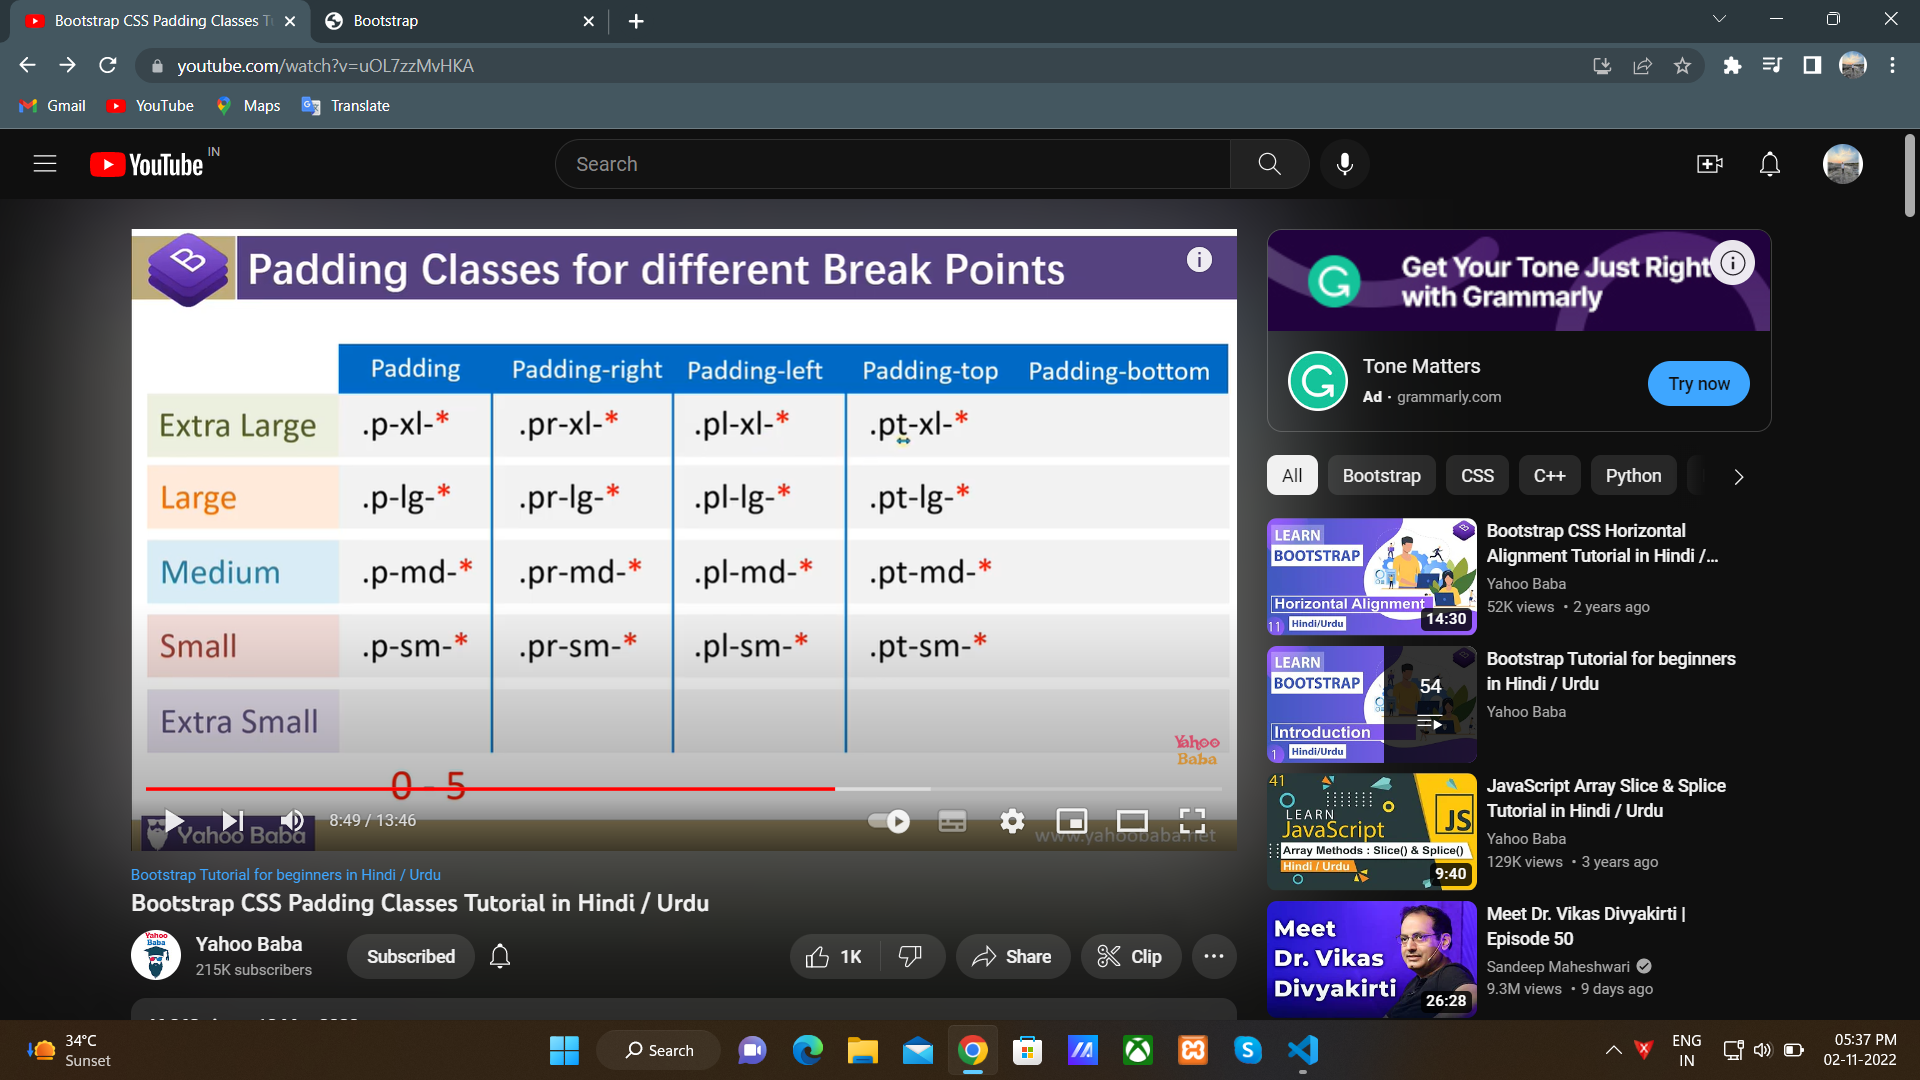 Bootstrap CSS Padding Classes T
Bootstrap
youtube.com/watch?v=uOL7zzMvHKA
Gmail
YouTube
Maps
Translate
YouTube IN
Search
Padding Classes for different Break Points
Padding Padding-right Padding-left Padding-top Padding-bottom
Extra Large .p-xl-* .pr-xl-* .pl-xl-* .pt-xl-*
Large .p-lg-* .pr-lg-* .pl-lg-* .pt-lg-*
Medium .p-md-* .pr-md-* .pl-md-* .pt-md-*
Small .p-sm-* .pr-sm-* .pl-sm-* .pt-sm-*
Extra Small
Yahoo
Baba
0 - 5
8:49 / 13:46
Yahoo Baba
www.yahoobaba.net
Bootstrap Tutorial for beginners in Hindi / Urdu
Bootstrap CSS Padding Classes Tutorial in Hindi / Urdu
Yahoo
Baba
Yahoo Baba
215K subscribers
Subscribed
1K
Share
Clip
Get Your Tone Just Right
with Grammarly
Tone Matters
Ad · grammarly.com
Try now
All
Bootstrap
CSS
C++
Python
LEARN
BOOTSTRAP
Horizontal Alignment
11 Hindi/Urdu
14:30
Bootstrap CSS Horizontal
Alignment Tutorial in Hindi /...
Yahoo Baba
52K views • 2 years ago
LEARN
BOOTSTRAP
Introduction
1 Hindi/Urdu
54
Bootstrap Tutorial for beginners
in Hindi / Urdu
Yahoo Baba
41
LEARN
JavaScript
JS
Array Methods : Slice() & Splice()
Hindi / Urdu
9:40
JavaScript Array Slice & Splice
Tutorial in Hindi / Urdu
Yahoo Baba
129K views • 3 years ago
Meet
Dr. Vikas
Divyakirti
26:28
Meet Dr. Vikas Divyakirti |
Episode 50
Sandeep Maheshwari
9.3M views • 9 days ago
34°C
Sunset
Search
ENG
IN
05:37 PM
02-11-2022